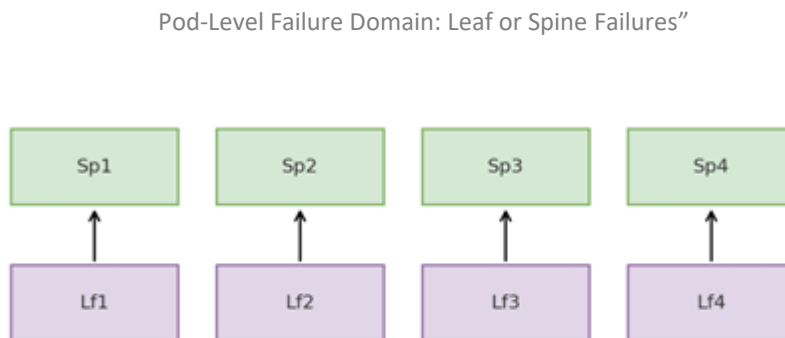 Pod-Level Failure Domain: Leaf or Spine Failures”
Sp1 Sp2 Sp3 Sp4
Lf1 Lf2 Lf3 Lf4